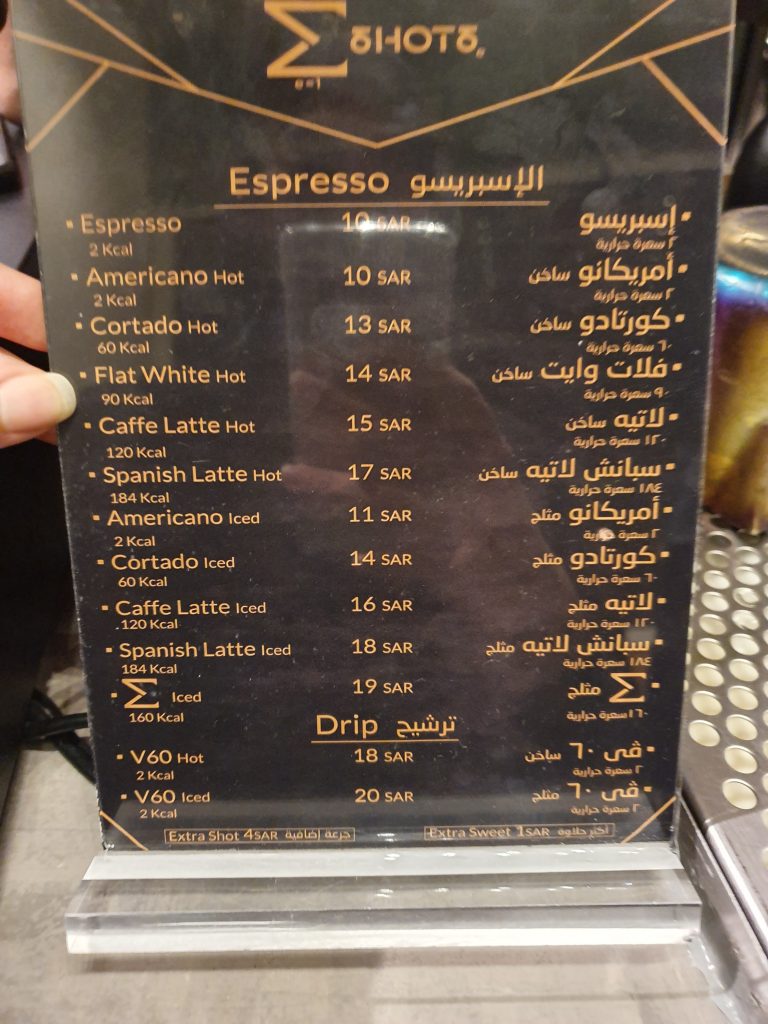 Σ SHOTS
e=1
Espresso الإسبريسو
• Espresso 10 SAR إسبريسو •
2 Kcal ٢ سعرة حرارية
• Americano Hot 10 SAR أمريكانو ساخن •
2 Kcal ٢ سعرة حرارية
• Cortado Hot 13 SAR كورتادو ساخن •
60 Kcal ٦٠ سعرة حرارية
• Flat White Hot 14 SAR فلات وايت ساخن •
90 Kcal ٩٠ سعرة حرارية
• Caffe Latte Hot 15 SAR لاتيه ساخن •
120 Kcal ١٢٠ سعرة حرارية
• Spanish Latte Hot 17 SAR سبانش لاتيه ساخن •
184 Kcal ١٨٤ سعرة حرارية
• Americano Iced 11 SAR أمريكانو مثلج •
2 Kcal ٢ سعرة حرارية
• Cortado Iced 14 SAR كورتادو مثلج •
60 Kcal ٦٠ سعرة حرارية
• Caffe Latte Iced 16 SAR لاتيه مثلج •
120 Kcal ١٢٠ سعرة حرارية
• Spanish Latte Iced 18 SAR سبانش لاتيه مثلج •
184 Kcal ١٨٤ سعرة حرارية
• Σ Iced 19 SAR Σ مثلج •
160 Kcal ١٦٠ سعرة حرارية
Drip ترشيح
• V60 Hot 18 SAR ڤي ٦٠ ساخن •
2 Kcal ٢ سعرة حرارية
• V60 Iced 20 SAR ڤي ٦٠ مثلج •
2 Kcal ٢ سعرة حرارية
Extra Shot 4SAR جرعة إضافية Extra Sweet 1SAR أكثر حلاوة